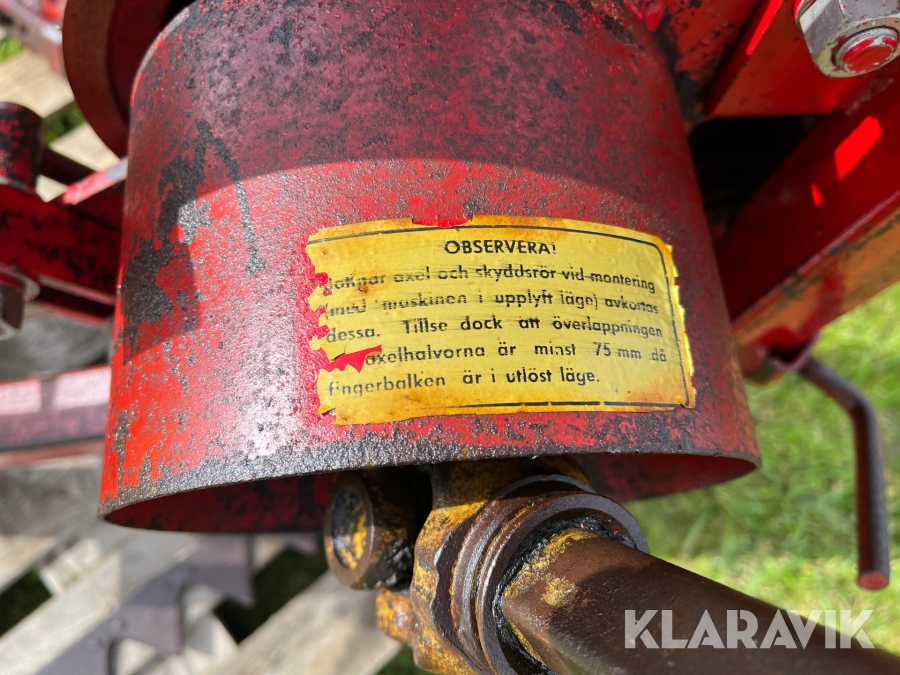 OBSERVERA!
axel och skyddsrör vid montering
(med maskinen i upplyft läge) avkortas
dessa. Tillse dock att överlappningen
axelhalvorna är minst 75 mm då
fingerbalken är i utlöst läge.
KLARAVIK